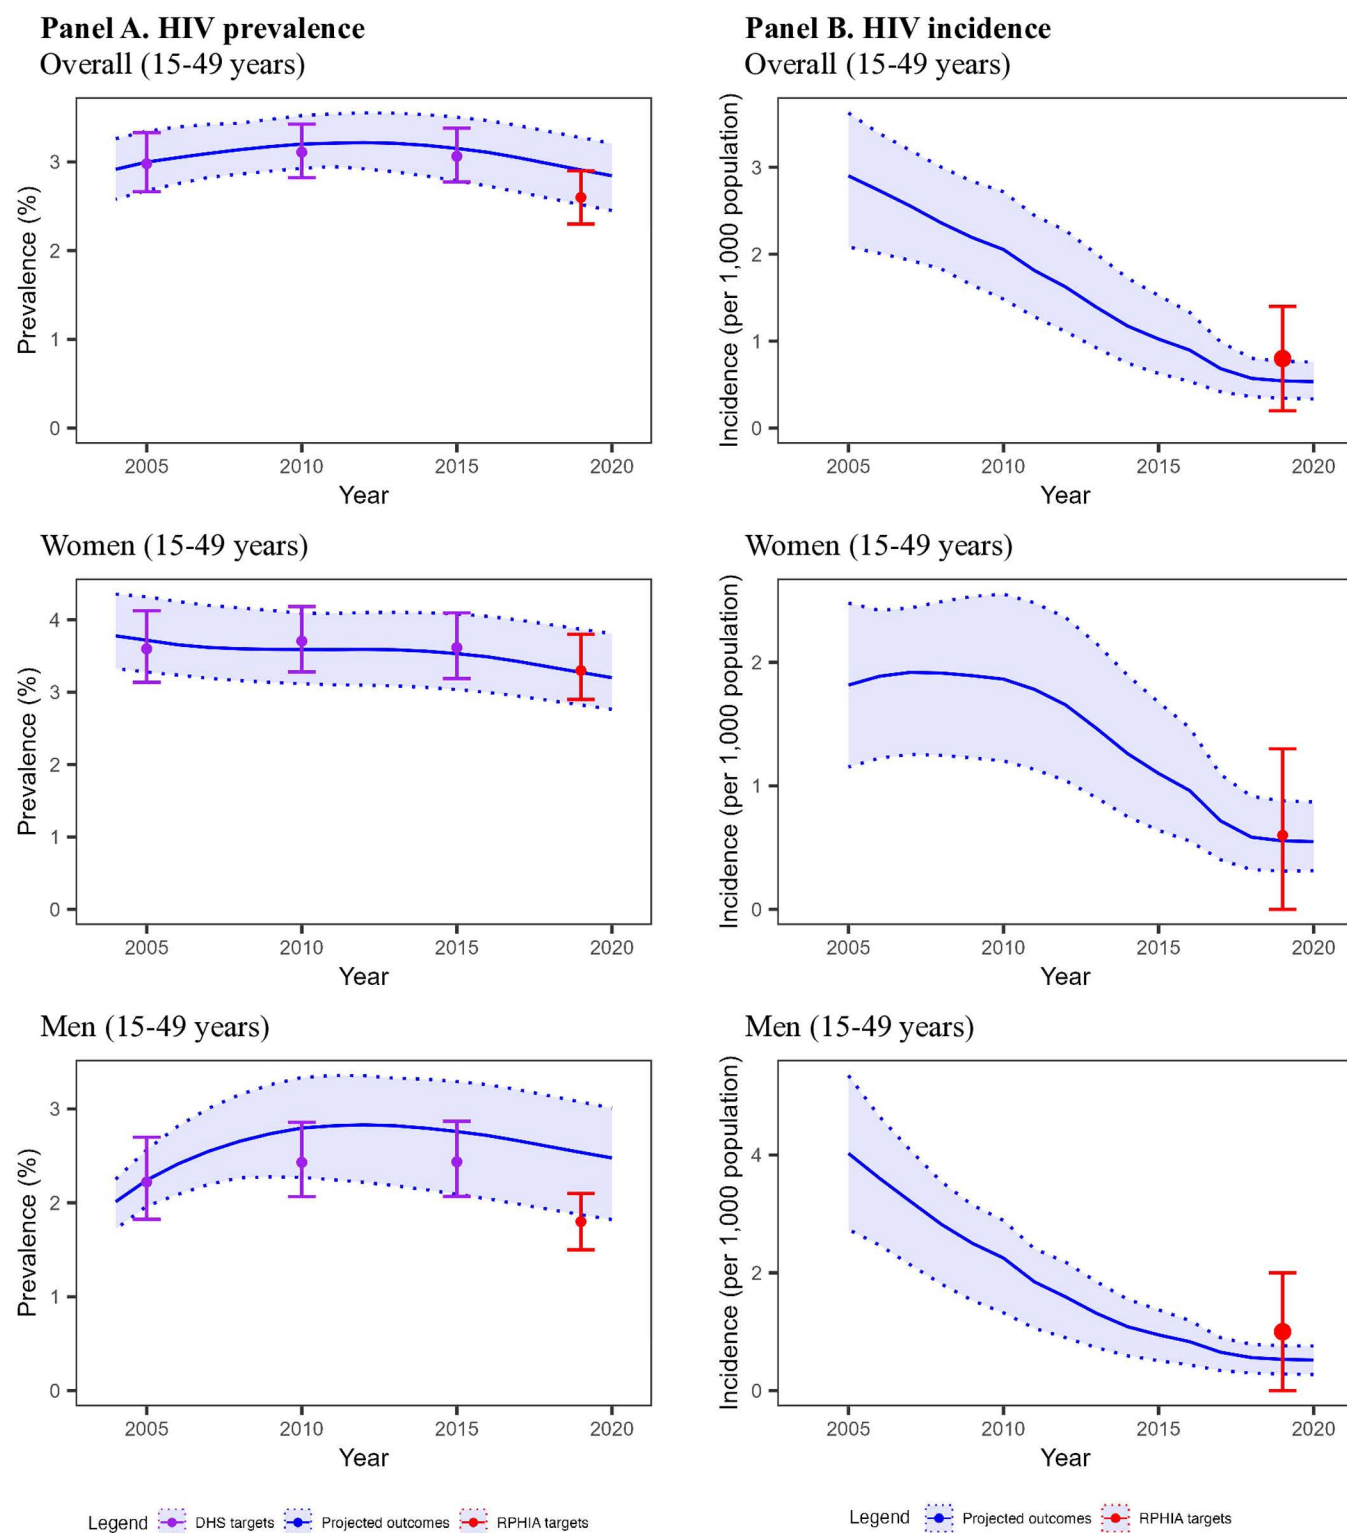 Panel A. HIV prevalence
Overall (15-49 years)
Prevalence (%)
3
2
1
0
2005 2010 2015 2020
Year
Women (15-49 years)
Prevalence (%)
4
3
2
1
0
2005 2010 2015 2020
Year
Men (15-49 years)
Prevalence (%)
3
2
1
0
2005 2010 2015 2020
Year
Legend DHS targets Projected outcomes RPHIA targets
Panel B. HIV incidence
Overall (15-49 years)
Incidence (per 1,000 population)
3
2
1
0
2005 2010 2015 2020
Year
Women (15-49 years)
Incidence (per 1,000 population)
2
1
0
2005 2010 2015 2020
Year
Men (15-49 years)
Incidence (per 1,000 population)
4
2
0
2005 2010 2015 2020
Year
Legend Projected outcomes RPHIA targets